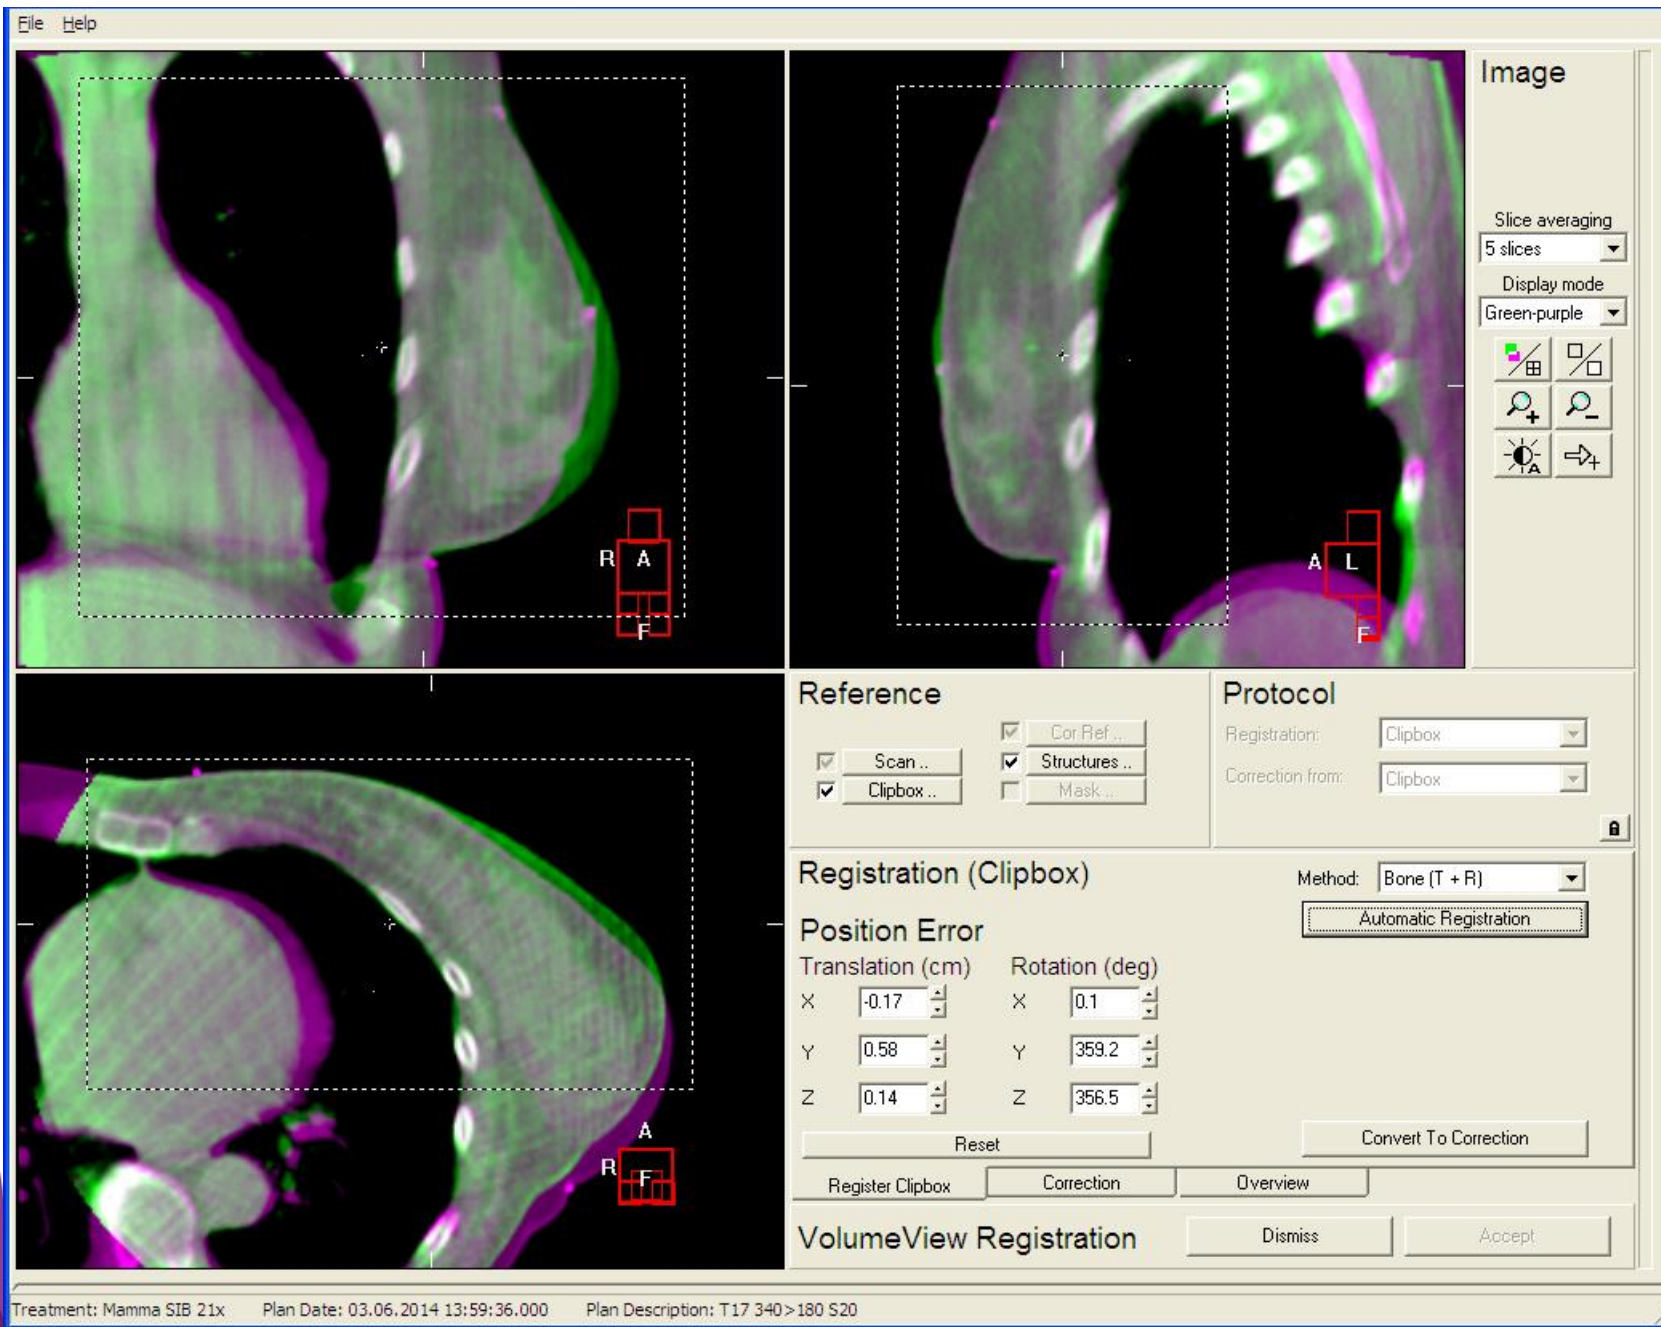 File Help
Image
Slice averaging
5 slices
Display mode
Green-purple
A
R A
F
A L
F
Reference
Cor Ref ..
Scan ..
Structures ..
Clipbox ..
Mask ..
Protocol
Registration: Clipbox
Correction from: Clipbox
Registration (Clipbox)
Method: Bone (T + R)
Automatic Registration
Position Error
Translation (cm) Rotation (deg)
X -0.17 X 0.1
Y 0.58 Y 359.2
Z 0.14 Z 356.5
Reset
Convert To Correction
A
R F
Register Clipbox Correction Overview
VolumeView Registration Dismiss Accept
Treatment: Mamma SIB 21x Plan Date: 03.06.2014 13:59:36.000 Plan Description: T17 340>180 S20